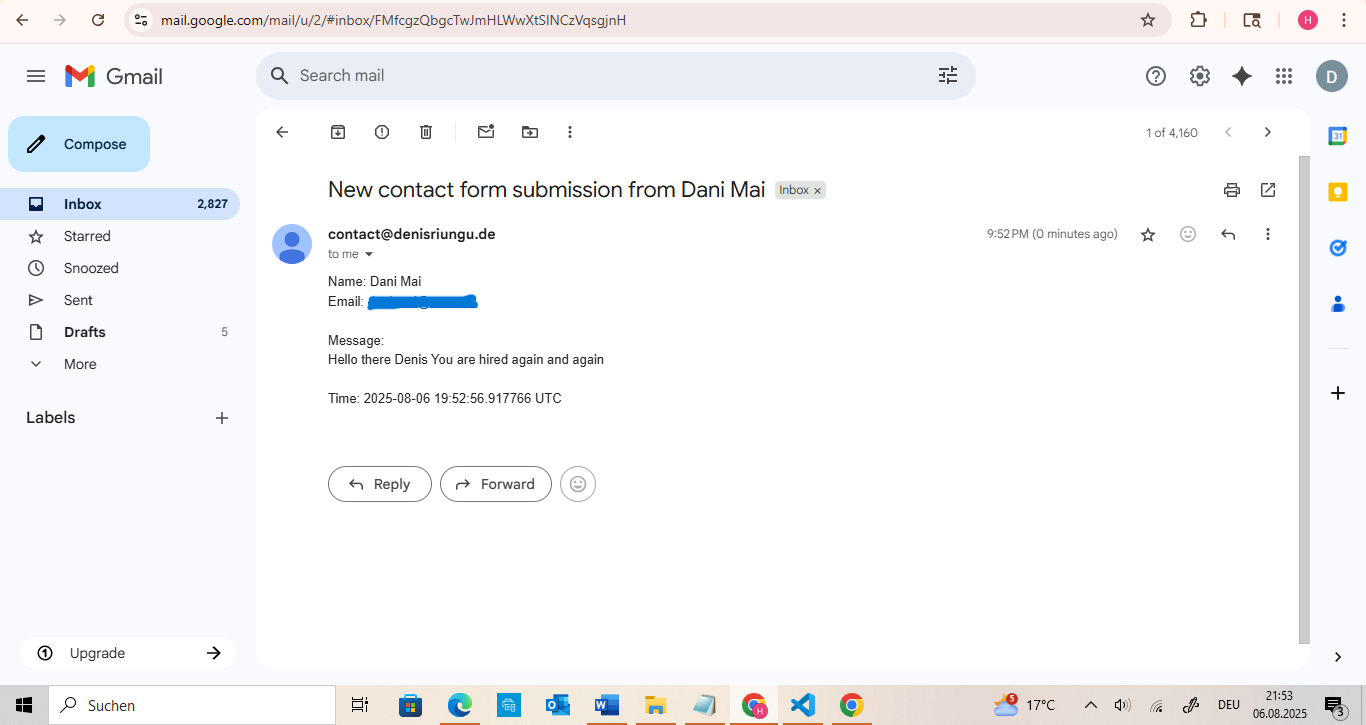 mail.google.com/mail/u/2/#inbox/FMfcgzQbgcTwJmHLWwXtSlNCzVqsgjnH
H
Gmail
Search mail
D
Compose
1 of 4,160
31
New contact form submission from Dani Mai
Inbox ×
Inbox 2,827
contact@denisriungu.de
9:52 PM (0 minutes ago)
Starred
to me
Snoozed
Name: Dani Mai
Sent
Email:
Drafts 5
Message:
Hello there Denis You are hired again and again
More
Time: 2025-08-06 19:52:56.917766 UTC
Labels
Reply
Forward
Upgrade
Suchen
5
17°C
DEU
21:53
06.08.2025
3